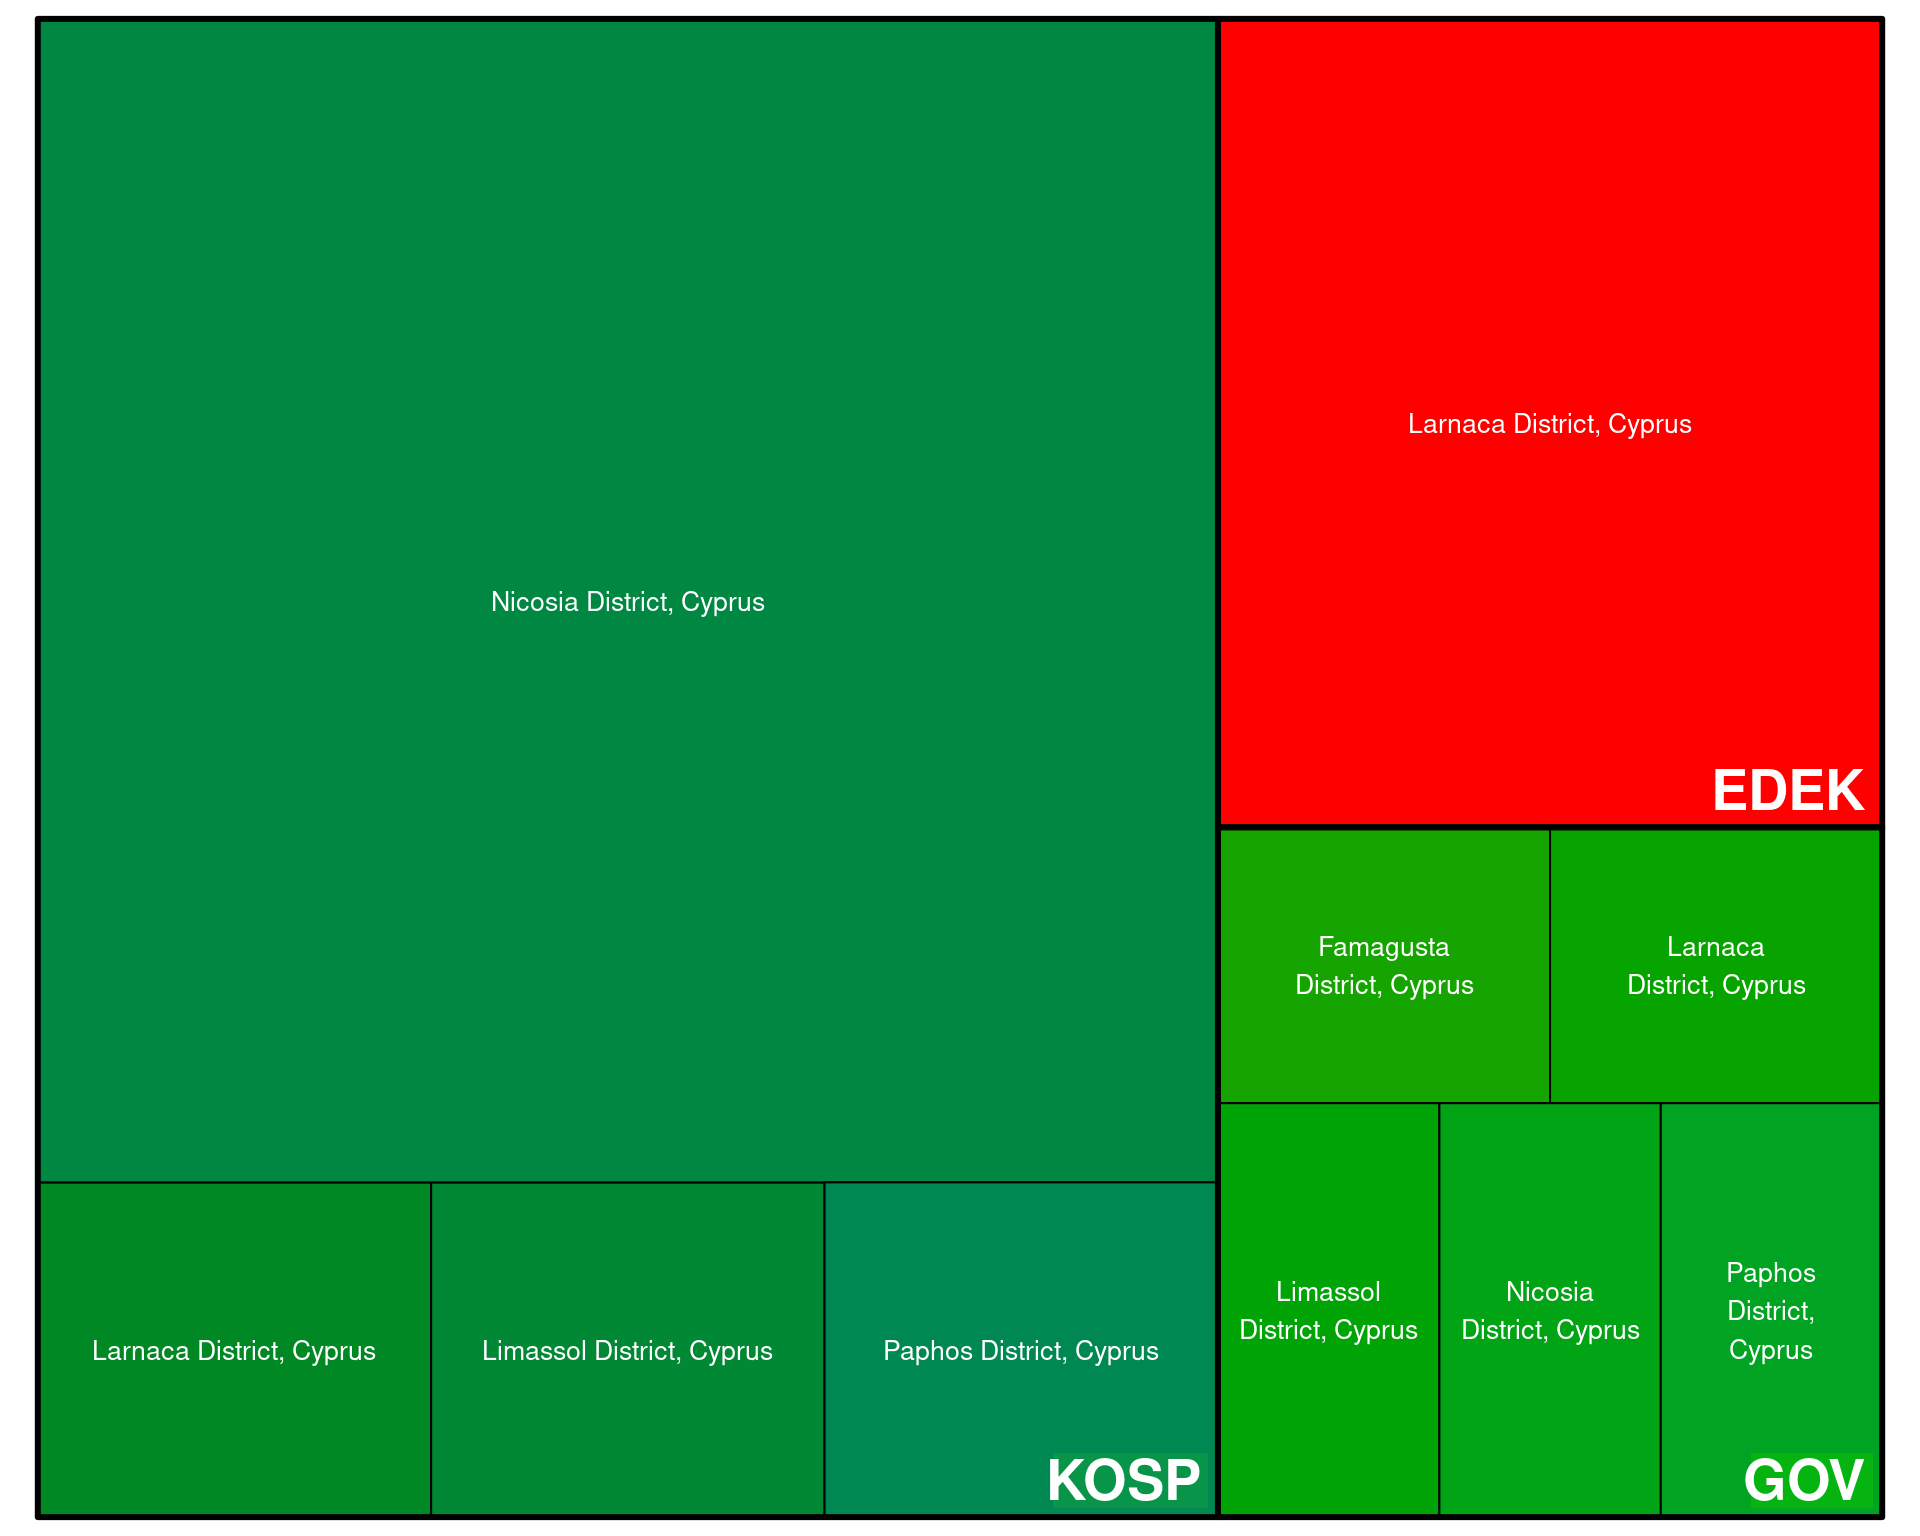 Nicosia District, Cyprus
Larnaca District, Cyprus
Limassol District, Cyprus
Paphos District, Cyprus
KOSP
Larnaca District, Cyprus
EDEK
Famagusta
District, Cyprus
Larnaca
District, Cyprus
Limassol
District, Cyprus
Nicosia
District, Cyprus
Paphos
District,
Cyprus
GOV